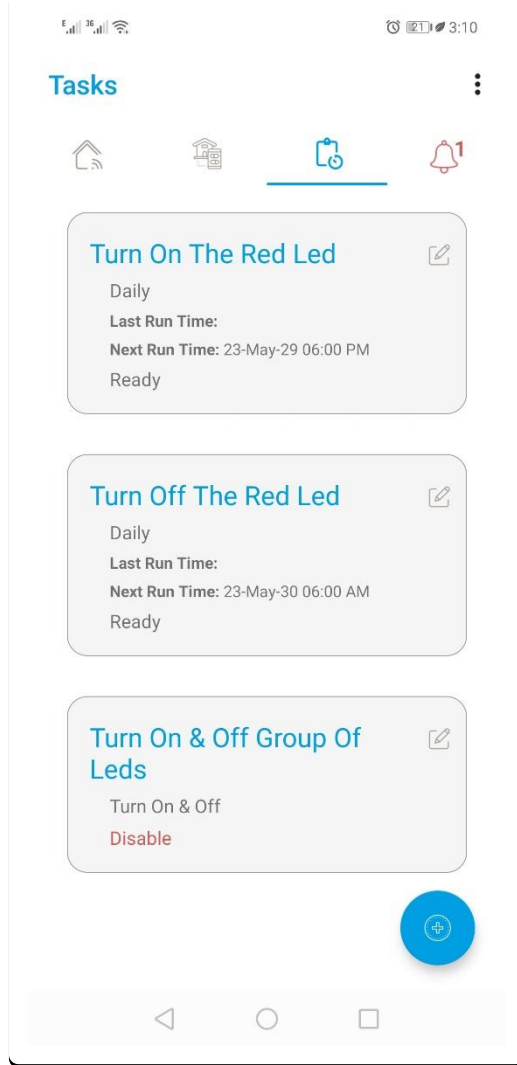 E 36 21 3:10
Tasks
1
Turn On The Red Led
Daily
Last Run Time:
Next Run Time: 23-May-29 06:00 PM
Ready
Turn Off The Red Led
Daily
Last Run Time:
Next Run Time: 23-May-30 06:00 AM
Ready
Turn On & Off Group Of
Leds
Turn On & Off
Disable